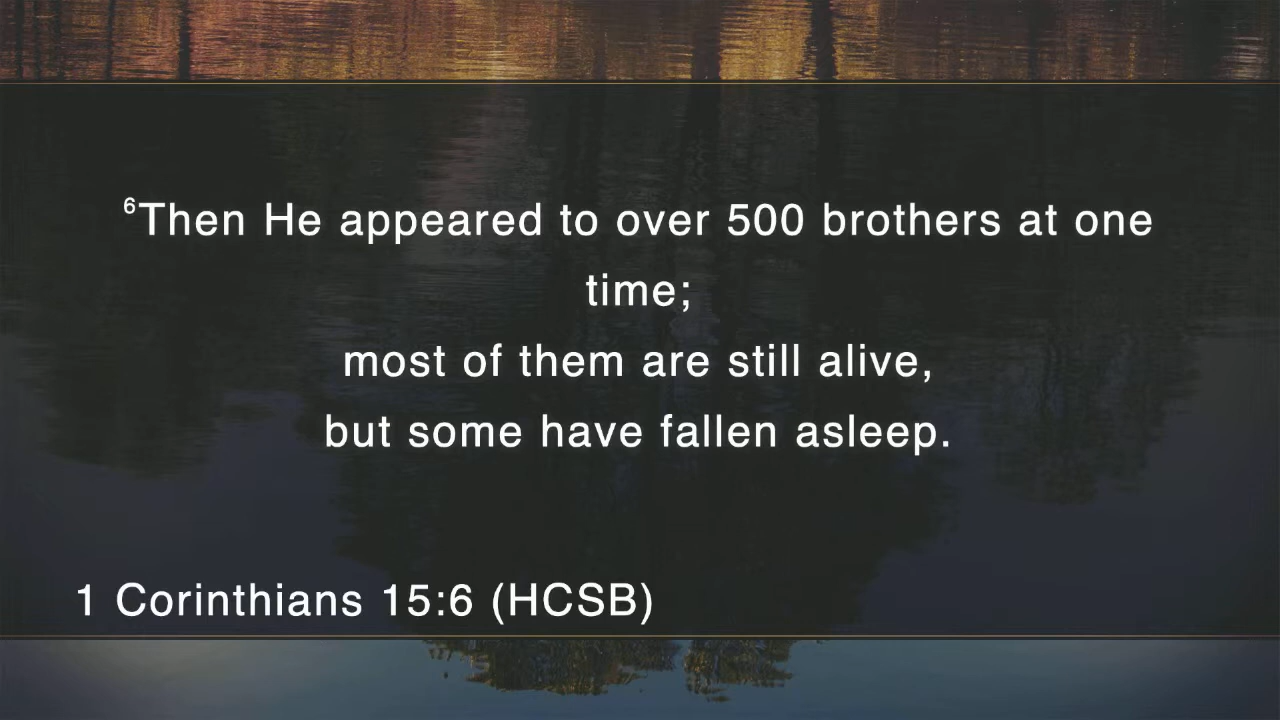 ⁶Then He appeared to over 500 brothers at one
time;
most of them are still alive,
but some have fallen asleep.
1 Corinthians 15:6 (HCSB)